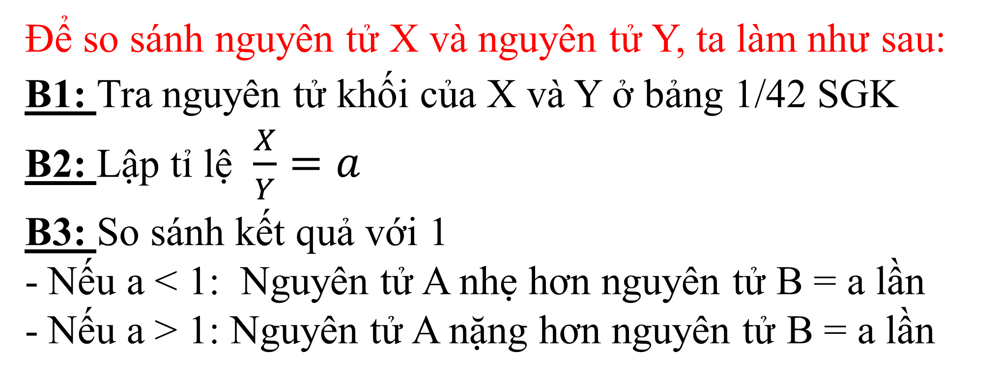 Để so sánh nguyên tử X và nguyên tử Y, ta làm như sau:
B1: Tra nguyên tử khối của X và Y ở bảng 1/42 SGK
B2: Lập tỉ lệ X/Y = a
B3: So sánh kết quả với 1
- Nếu a < 1:  Nguyên tử A nhẹ hơn nguyên tử B = a lần
- Nếu a > 1: Nguyên tử A nặng hơn nguyên tử B = a lần